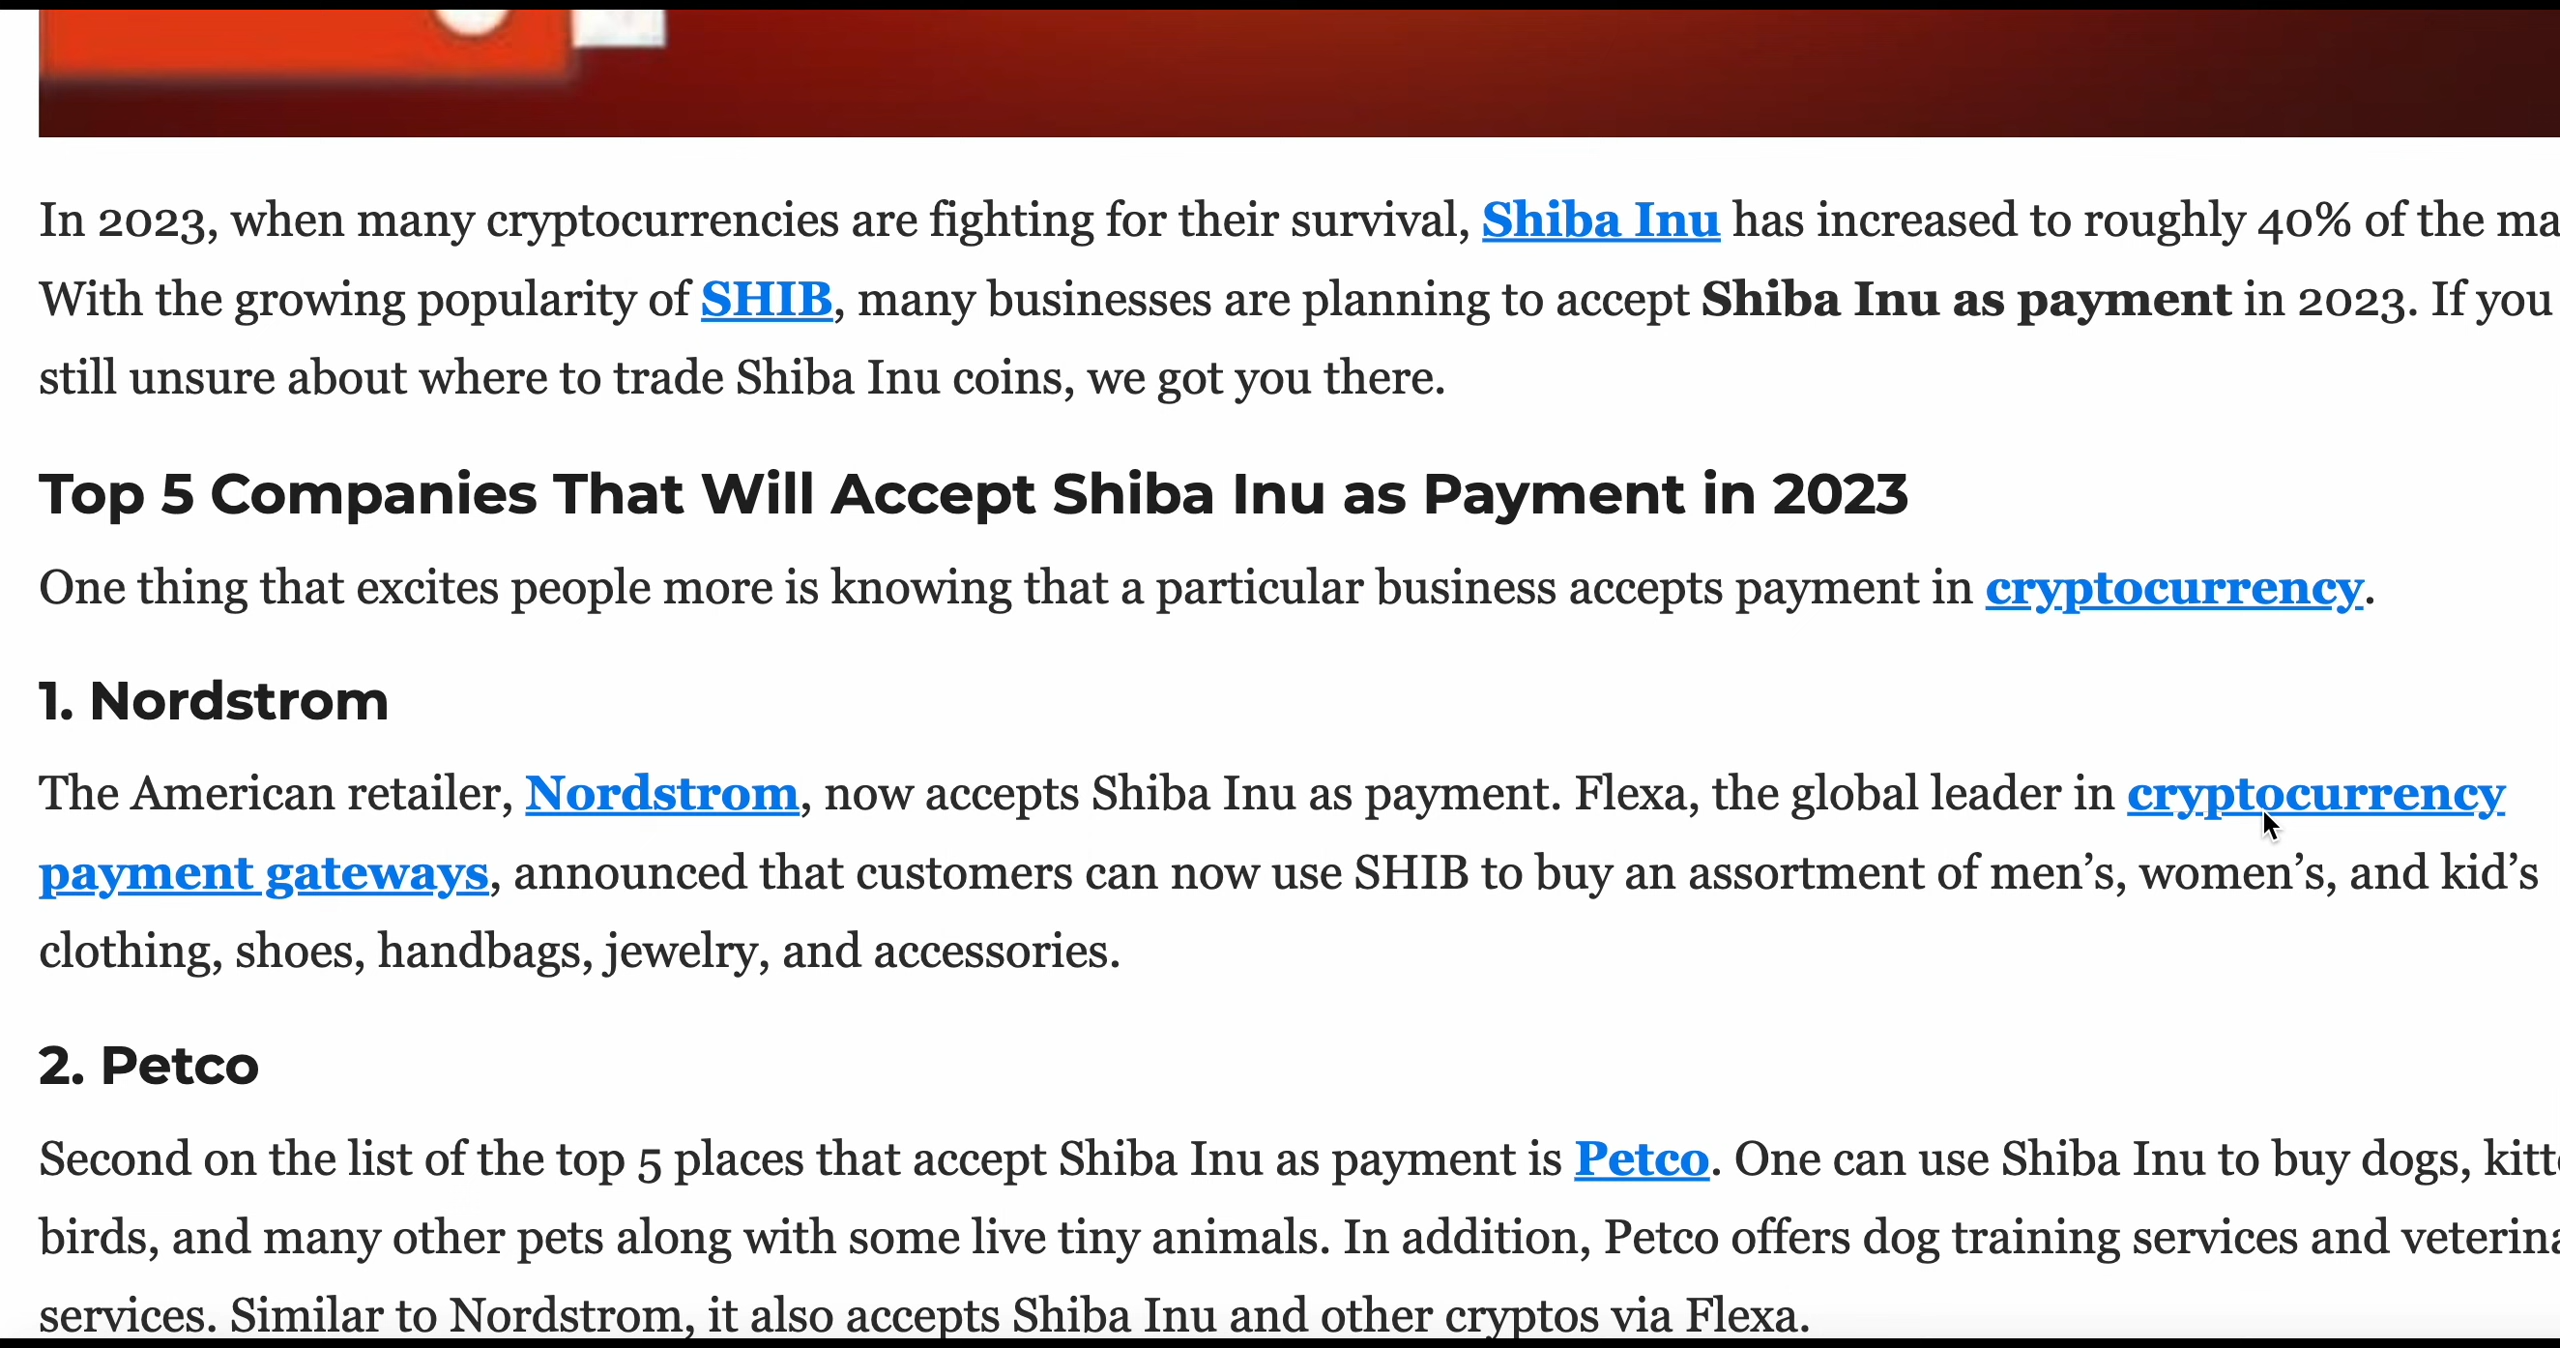 In 2023, when many cryptocurrencies are fighting for their survival, Shiba Inu has increased to roughly 40% of the
With the growing popularity of SHIB, many businesses are planning to accept Shiba Inu as payment in 2023. If you
still unsure about where to trade Shiba Inu coins, we got you there.
Top 5 Companies That Will Accept Shiba Inu as Payment in 2023
One thing that excites people more is knowing that a particular business accepts payment in cryptocurrency.
1. Nordstrom
The American retailer, Nordstrom, now accepts Shiba Inu as payment. Flexa, the global leader in cryptocurrency
payment gateways, announced that customers can now use SHIB to buy an assortment of men’s, women’s, and kid’s
clothing, shoes, handbags, jewelry, and accessories.
2. Petco
Second on the list of the top 5 places that accept Shiba Inu as payment is Petco. One can use Shiba Inu to buy dogs,
birds, and many other pets along with some live tiny animals. In addition, Petco offers dog training services and
services. Similar to Nordstrom, it also accepts Shiba Inu and other cryptos via Flexa.